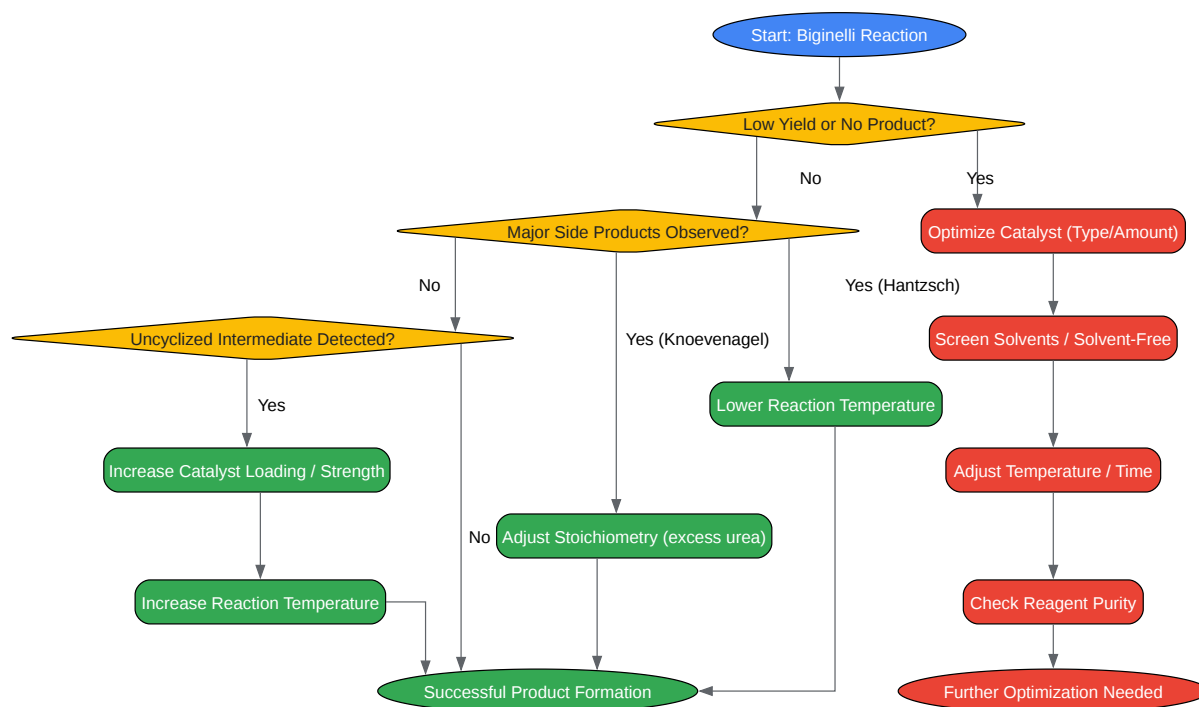 Start: Biginelli Reaction
Low Yield or No Product?
No
Yes
Major Side Products Observed?
Optimize Catalyst (Type/Amount)
No
Yes (Hantzsch)
Uncyclized Intermediate Detected?
Yes (Knoevenagel)
Screen Solvents / Solvent-Free
Yes
Lower Reaction Temperature
Increase Catalyst Loading / Strength
Adjust Temperature / Time
No
Adjust Stoichiometry (excess urea)
Increase Reaction Temperature
Check Reagent Purity
Successful Product Formation
Further Optimization Needed